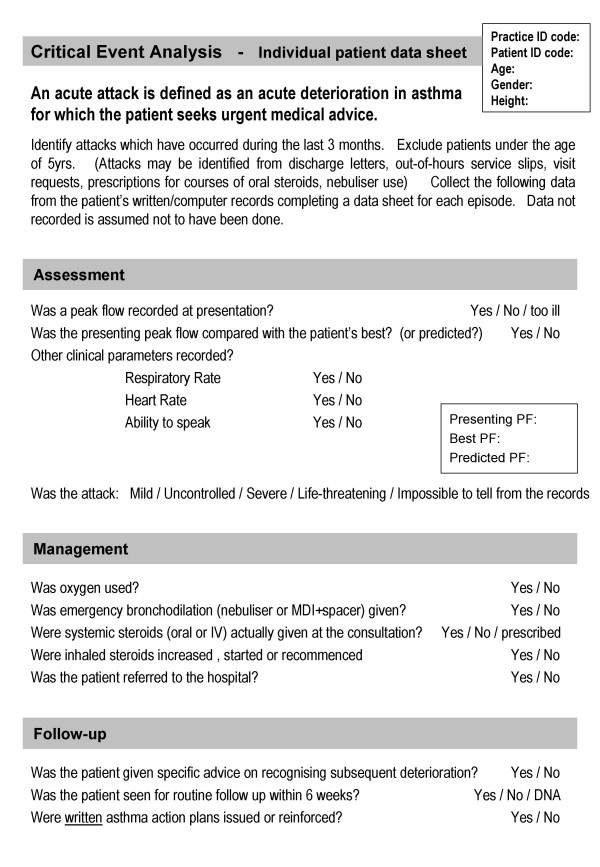 Critical Event Analysis - Individual patient data sheet
Practice ID code:
Patient ID code:
Age:
Gender:
Height:
An acute attack is defined as an acute deterioration in asthma
for which the patient seeks urgent medical advice.
Identify attacks which have occurred during the last 3 months. Exclude patients under the age
of 5yrs. (Attacks may be identified from discharge letters, out-of-hours service slips, visit
requests, prescriptions for courses of oral steroids, nebuliser use) Collect the following data
from the patient's written/computer records completing a data sheet for each episode. Data not
recorded is assumed not to have been done.
Assessment
Was a peak flow recorded at presentation? Yes / No / too ill
Was the presenting peak flow compared with the patient's best? (or predicted?) Yes / No
Other clinical parameters recorded?
Respiratory Rate Yes / No
Heart Rate Yes / No
Ability to speak Yes / No
Presenting PF:
Best PF:
Predicted PF:
Was the attack: Mild / Uncontrolled / Severe / Life-threatening / Impossible to tell from the records
Management
Was oxygen used? Yes / No
Was emergency bronchodilation (nebuliser or MDI+spacer) given? Yes / No
Were systemic steroids (oral or IV) actually given at the consultation? Yes / No / prescribed
Were inhaled steroids increased , started or recommenced Yes / No
Was the patient referred to the hospital? Yes / No
Follow-up
Was the patient given specific advice on recognising subsequent deterioration? Yes / No
Was the patient seen for routine follow up within 6 weeks? Yes / No / DNA
Were written asthma action plans issued or reinforced? Yes / No